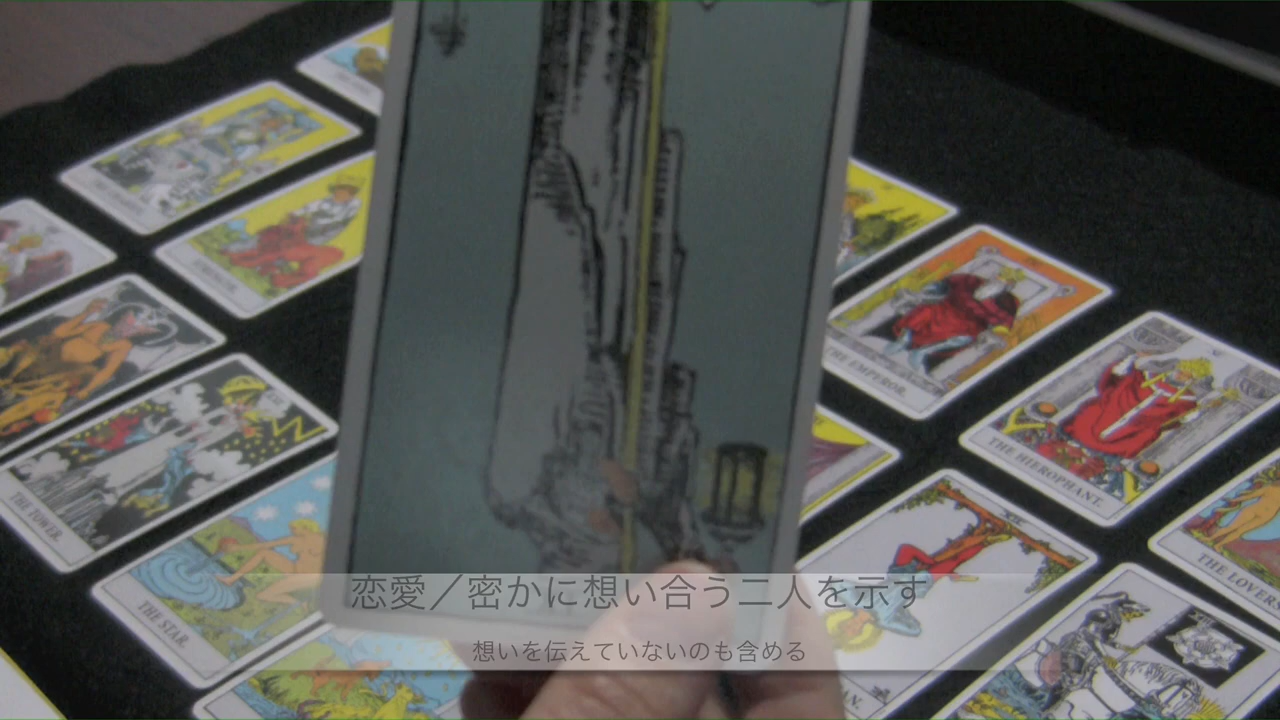 THE EMPEROR.
THE HIEROPHANT.
THE TOWER.
THE LOVERS
THE STAR.
XII
恋愛／密かに想い合う二人を示す
想いを伝えていないのも含める